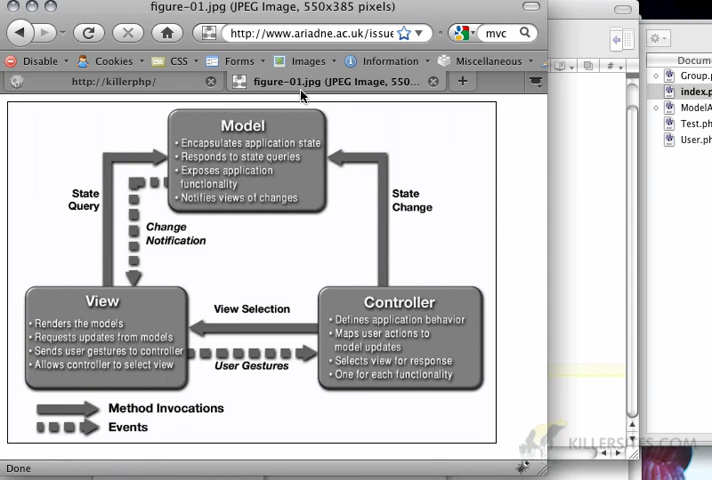 figure-01.jpg (JPEG Image, 550x385 pixels)
http://www.ariadne.ac.uk/issue
mvc
Disable Cookies CSS Forms Images Information Miscellaneous
http://killerphp/
figure-01.jpg (JPEG Image, 550...
Model
• Encapsulates application state
• Responds to state queries
• Exposes application
functionality
• Notifies views of changes
State
Query
State
Change
Change
Notification
View
• Renders the models
• Requests updates from models
• Sends user gestures to controller
• Allows controller to select view
View Selection
User Gestures
Controller
• Defines application behavior
• Maps user actions to
model updates
• Selects view for response
• One for each functionality
Method Invocations
Events
Done
KILLERSITES.COM
Docume
Group.p
index.p
ModelA
Test.ph
User.ph